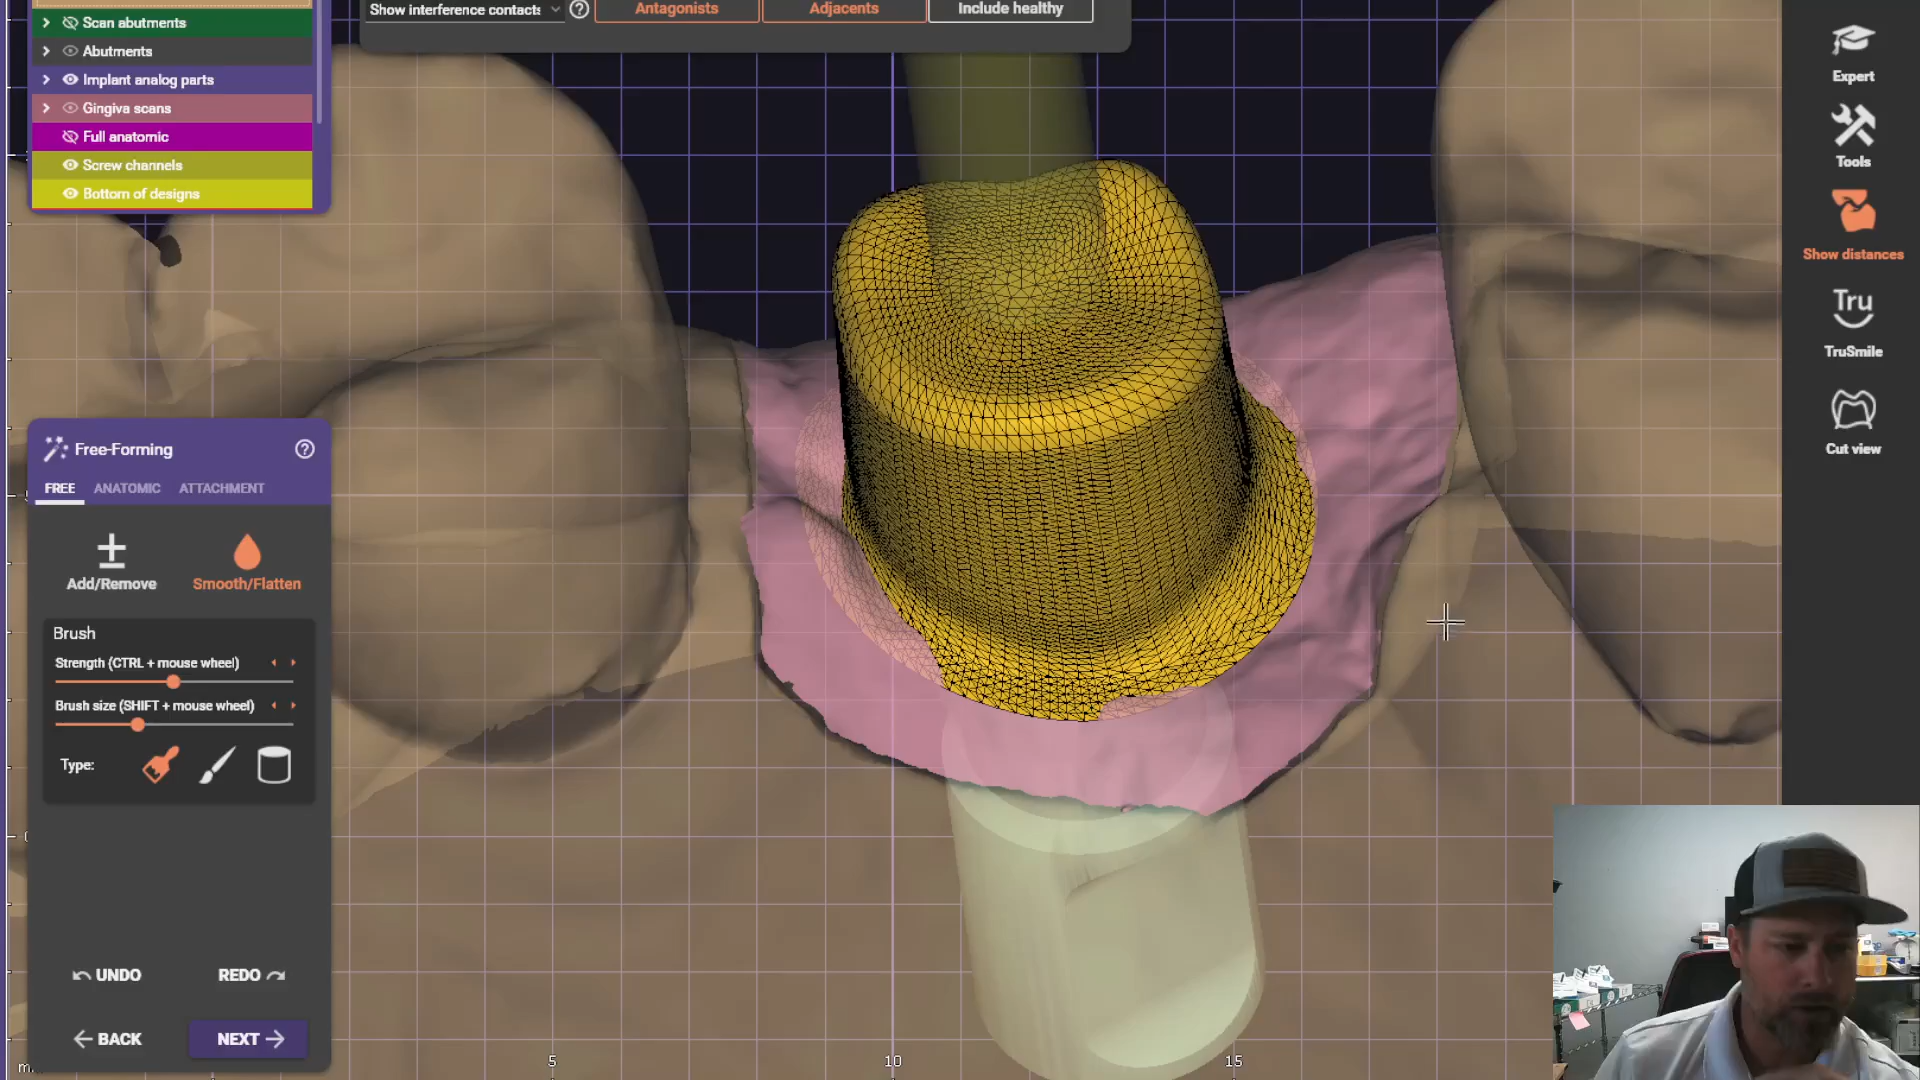 Show interference contacts
Antagonists
Adjacents
Include healthy
Scan abutments
Abutments
Implant analog parts
Gingiva scans
Full anatomic
Screw channels
Bottom of designs
Expert
Tools
Show distances
Tru
TruSmile
Cut view
Free-Forming
FREE
ANATOMIC
ATTACHMENT
Add/Remove
Smooth/Flatten
Brush
Strength (CTRL + mouse wheel)
Brush size (SHIFT + mouse wheel)
Type:
UNDO
REDO
BACK
NEXT
5
10
15